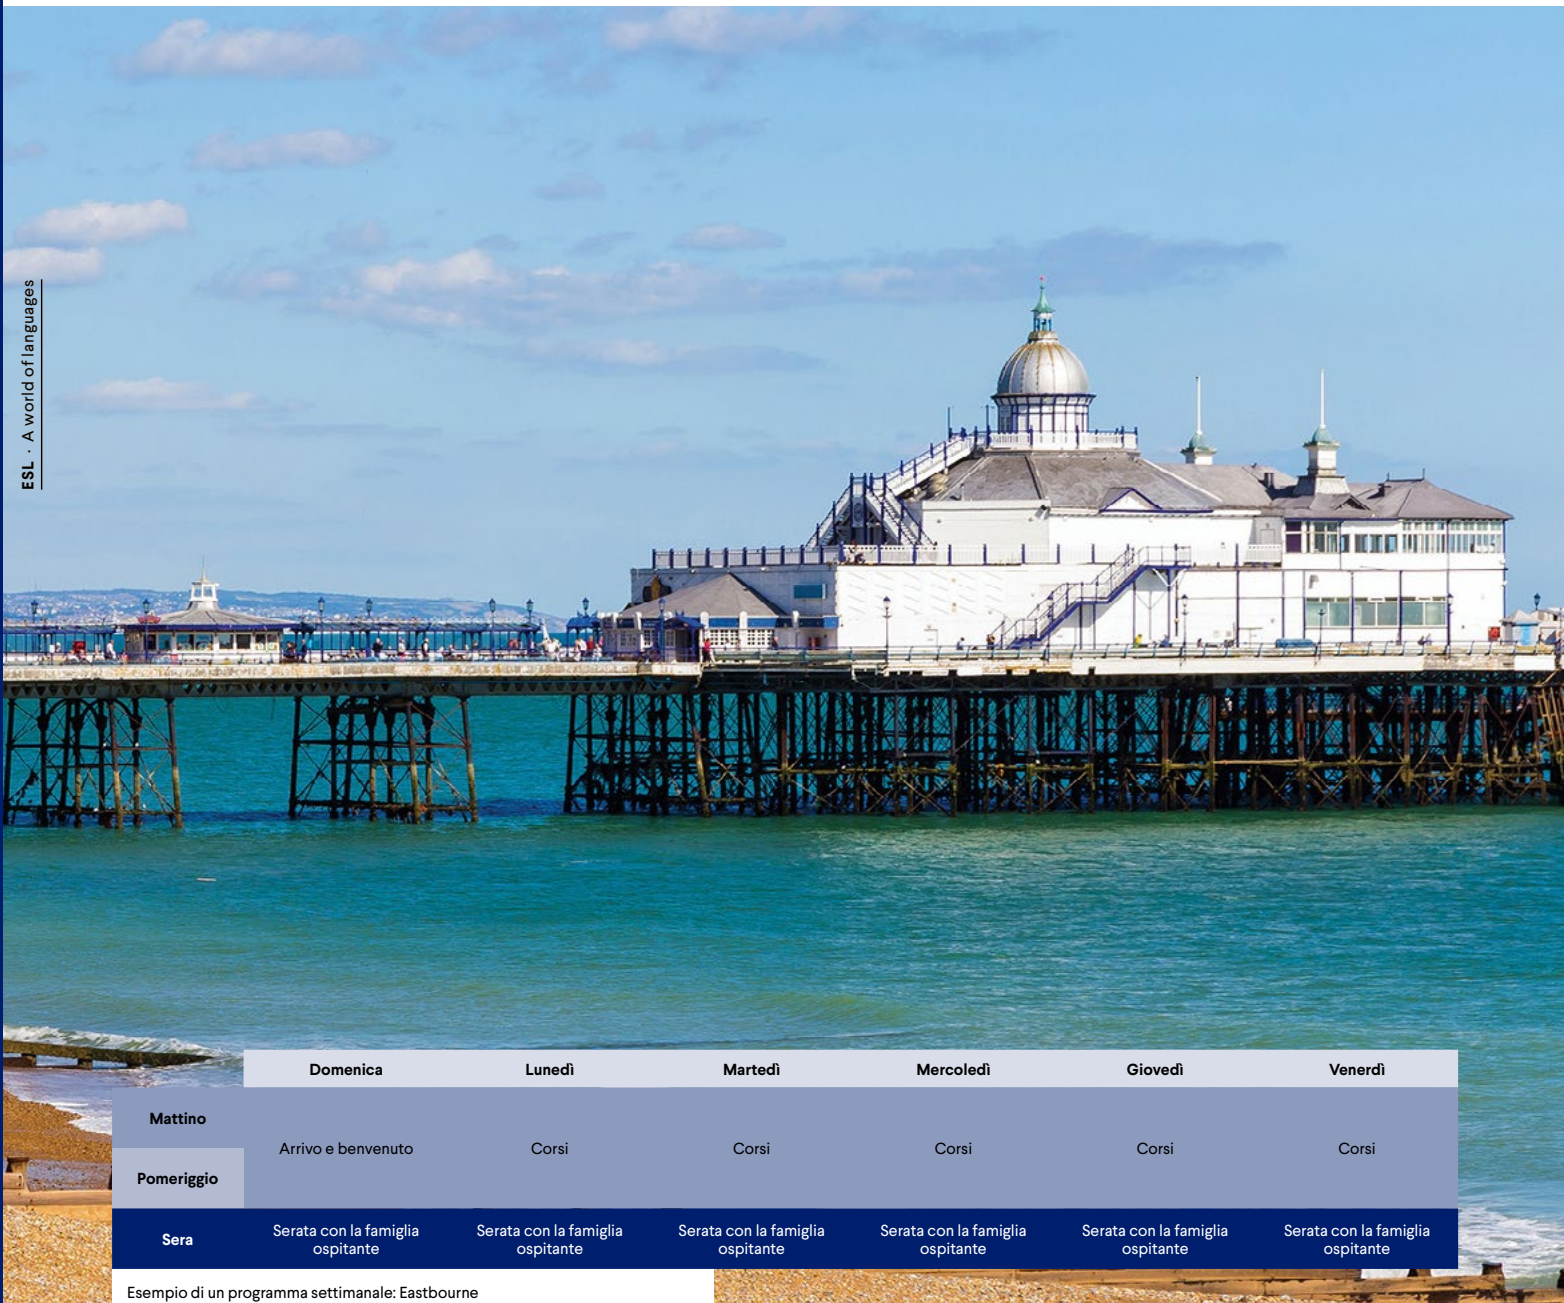 ESL · A world of languages
Domenica Lunedì Martedì Mercoledì Giovedì Venerdì
Mattino
Arrivo e benvenuto Corsi Corsi Corsi Corsi Corsi
Pomeriggio
Sera
Serata con la famiglia ospitante
Serata con la famiglia ospitante
Serata con la famiglia ospitante
Serata con la famiglia ospitante
Serata con la famiglia ospitante
Serata con la famiglia ospitante
Esempio di un programma settimanale: Eastbourne